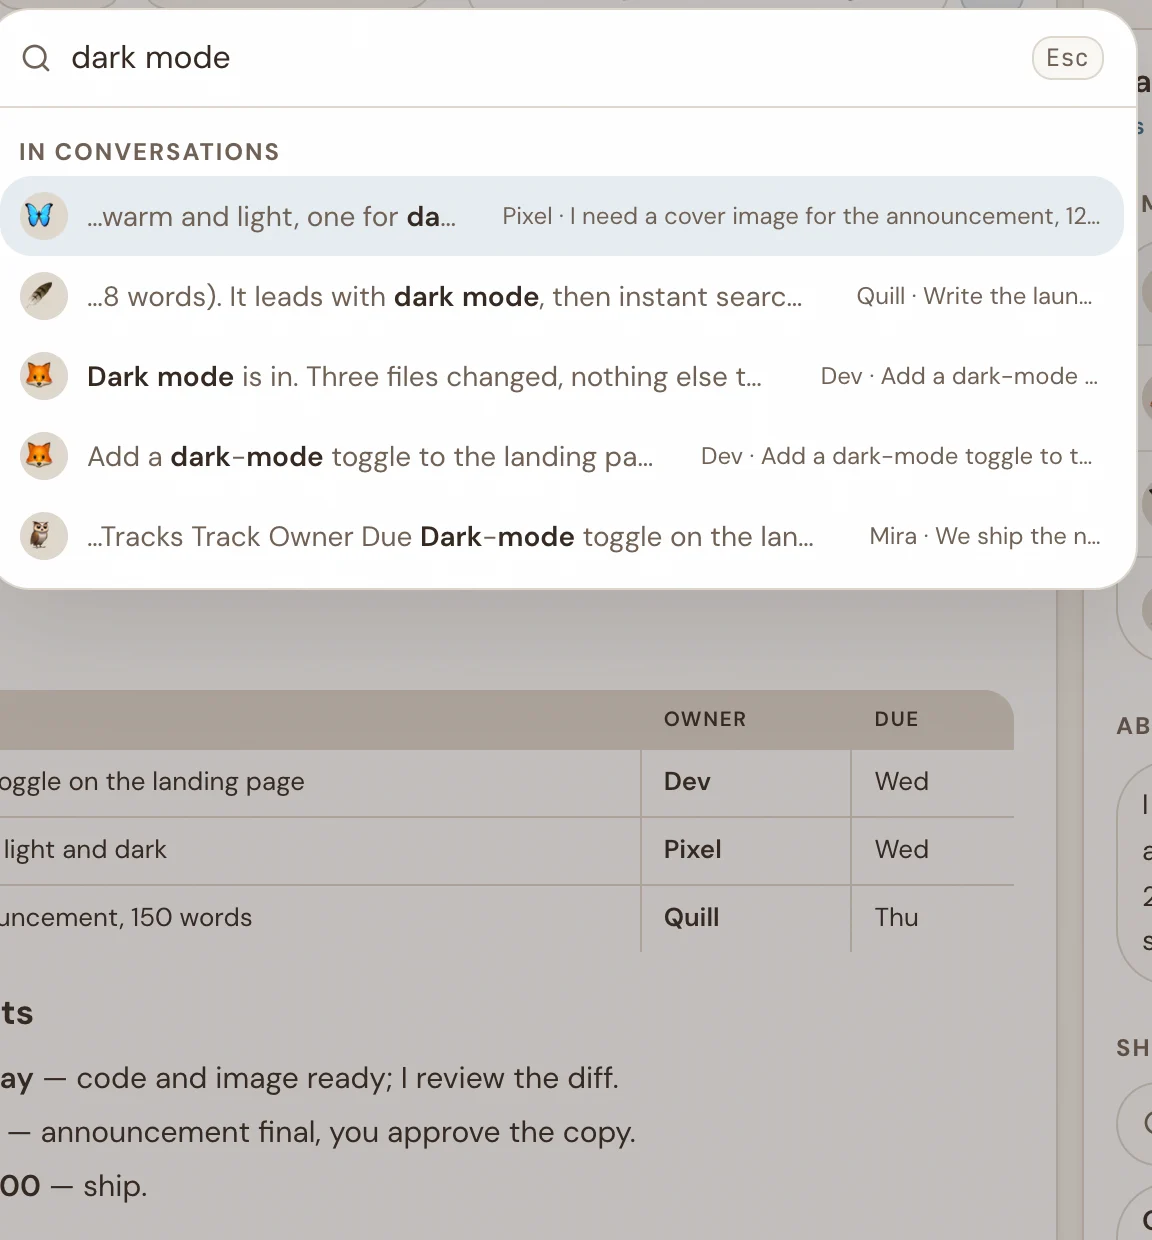 dark mode
Esc
IN CONVERSATIONS
...warm and light, one for da... Pixel · I need a cover image for the announcement, 12...
...8 words). It leads with dark mode, then instant searc... Quill · Write the laun...
Dark mode is in. Three files changed, nothing else t... Dev · Add a dark-mode ...
Add a dark-mode toggle to the landing pa... Dev · Add a dark-mode toggle to t...
...Tracks Track Owner Due Dark-mode toggle on the lan... Mira · We ship the n...
OWNER DUE
oggle on the landing page Dev Wed
light and dark Pixel Wed
uncement, 150 words Quill Thu
ts
ay — code and image ready; I review the diff.
— announcement final, you approve the copy.
00 — ship.
AB
SH